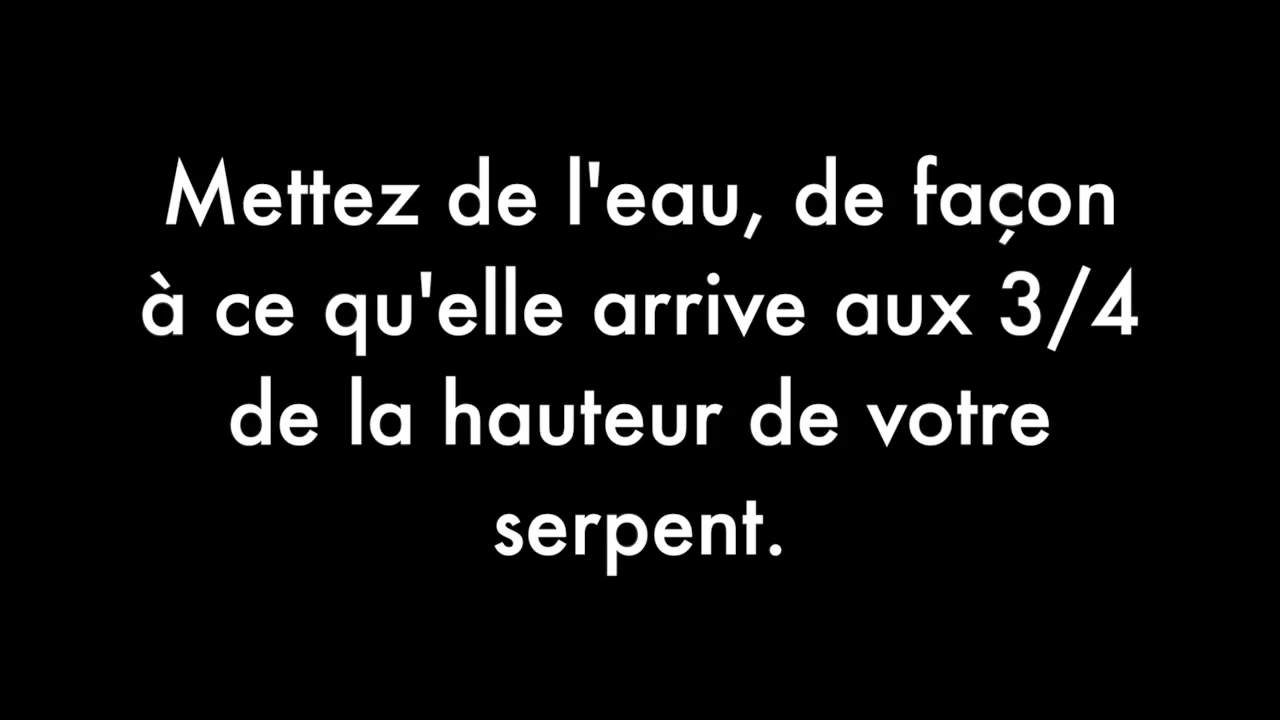 Mettez de l'eau, de façon
à ce qu'elle arrive aux 3/4
de la hauteur de votre
serpent.